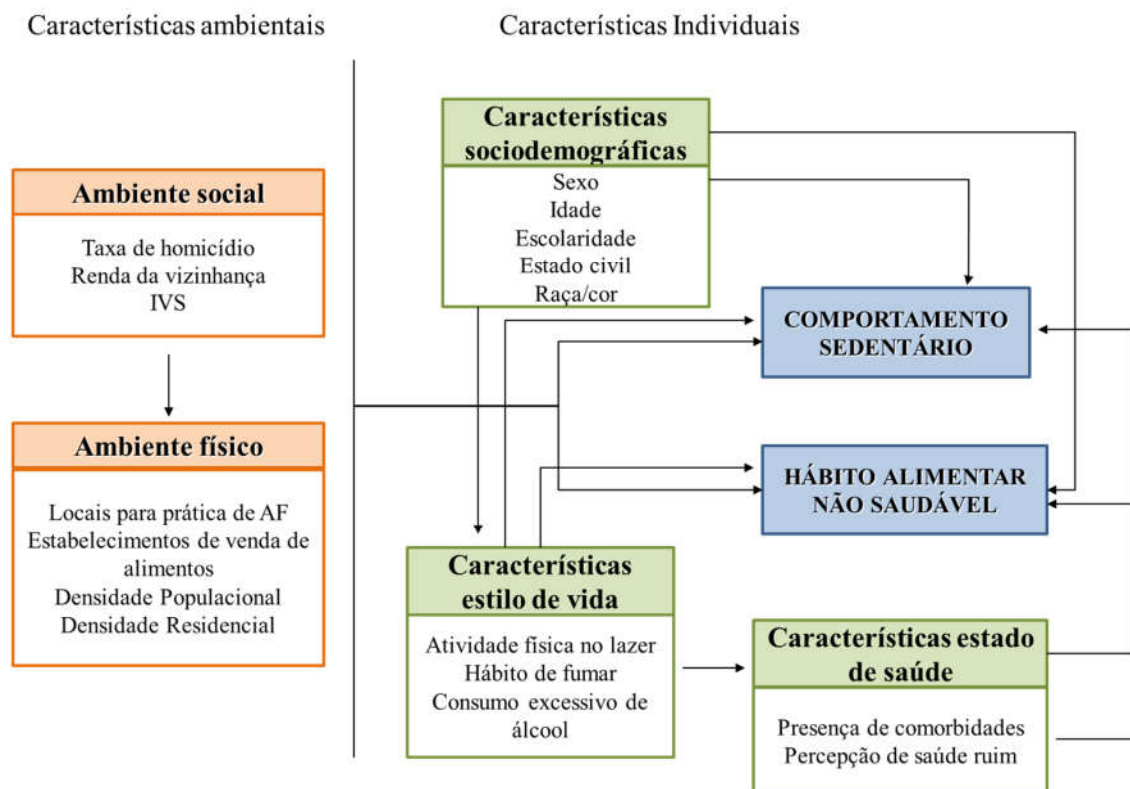 Características ambientais
Características Individuais
Ambiente social
Taxa de homicídio
Renda da vizinhança
IVS
Ambiente físico
Locais para prática de AF
Estabelecimentos de venda de
alimentos
Densidade Populacional
Densidade Residencial
Características
sociodemográficas
Sexo
Idade
Escolaridade
Estado civil
Raça/cor
COMPORTAMENTO
SEDENTÁRIO
HÁBITO ALIMENTAR
NÃO SAUDÁVEL
Características
estilo de vida
Atividade física no lazer
Hábito de fumar
Consumo excessivo de
álcool
Características estado
de saúde
Presença de comorbidades
Percepção de saúde ruim